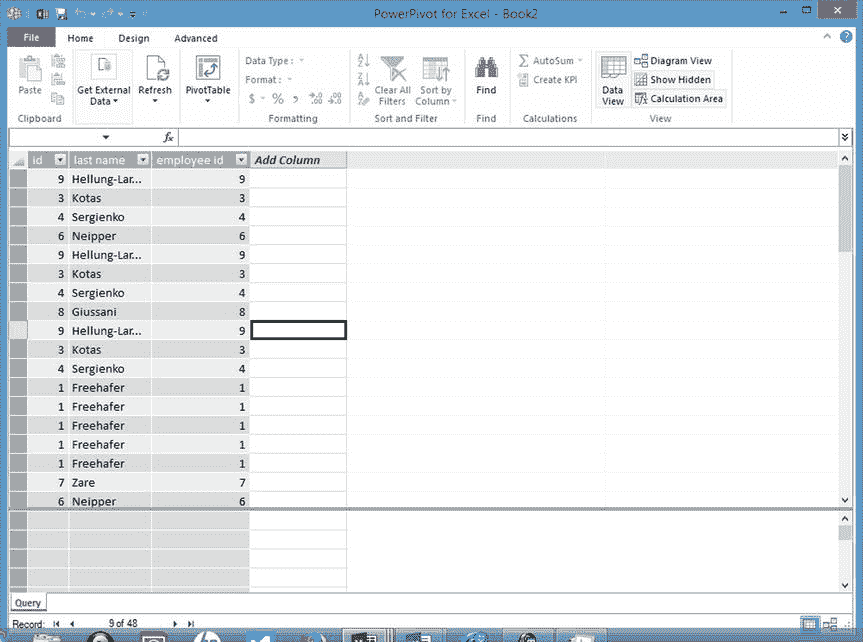 PowerPivot for Excel - Book2
File Home Design Advanced
Paste
Clipboard
Get External Data
Refresh
PivotTable
Data Type :
Format :
$ % ,
Formatting
Clear All Filters
Sort by Column
Sort and Filter
Find
Find
AutoSum
Create KPI
Calculations
Data View
Diagram View
Show Hidden
Calculation Area
View
fx
id last name employee id Add Column
9 Hellung-Lar... 9
3 Kotas 3
4 Sergienko 4
6 Neipper 6
9 Hellung-Lar... 9
3 Kotas 3
4 Sergienko 4
8 Giussani 8
9 Hellung-Lar... 9
3 Kotas 3
4 Sergienko 4
1 Freehafer 1
1 Freehafer 1
1 Freehafer 1
1 Freehafer 1
1 Freehafer 1
7 Zare 7
6 Neipper 6
Query
Record: 9 of 48